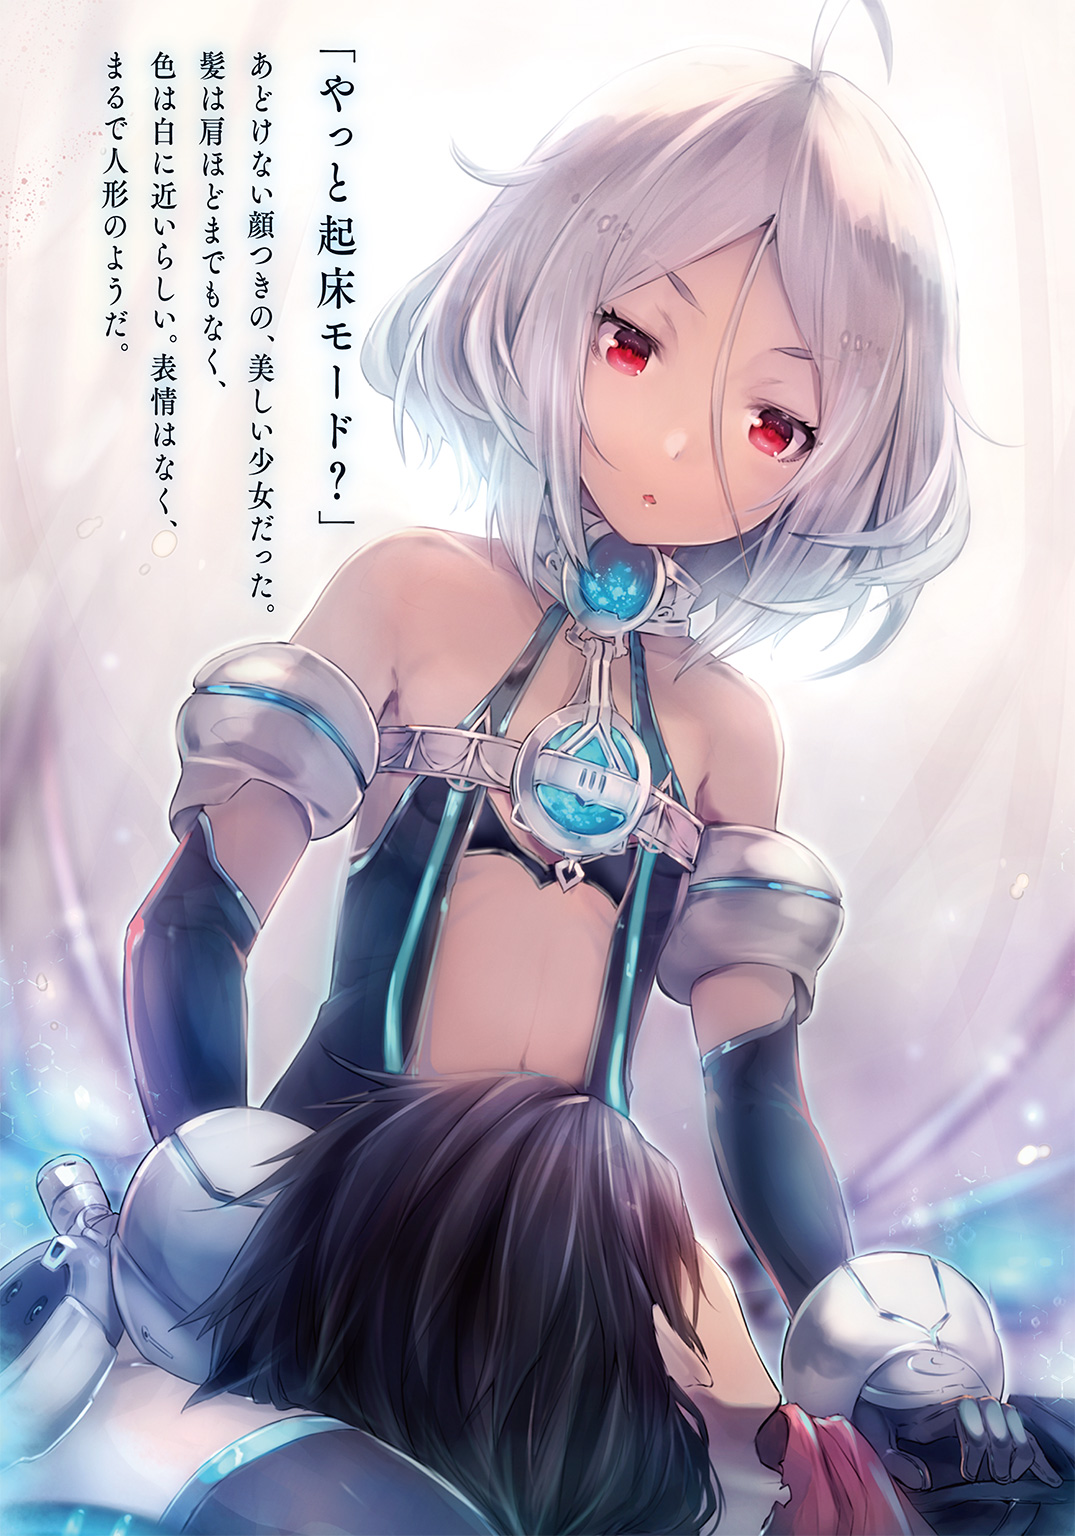 「やっと起床モード？」
あどけない顔つきの、美しい少女だった。
髪は肩ほどまでもなく、
色は白に近いらしい。表情はなく、
まるで人形のようだ。